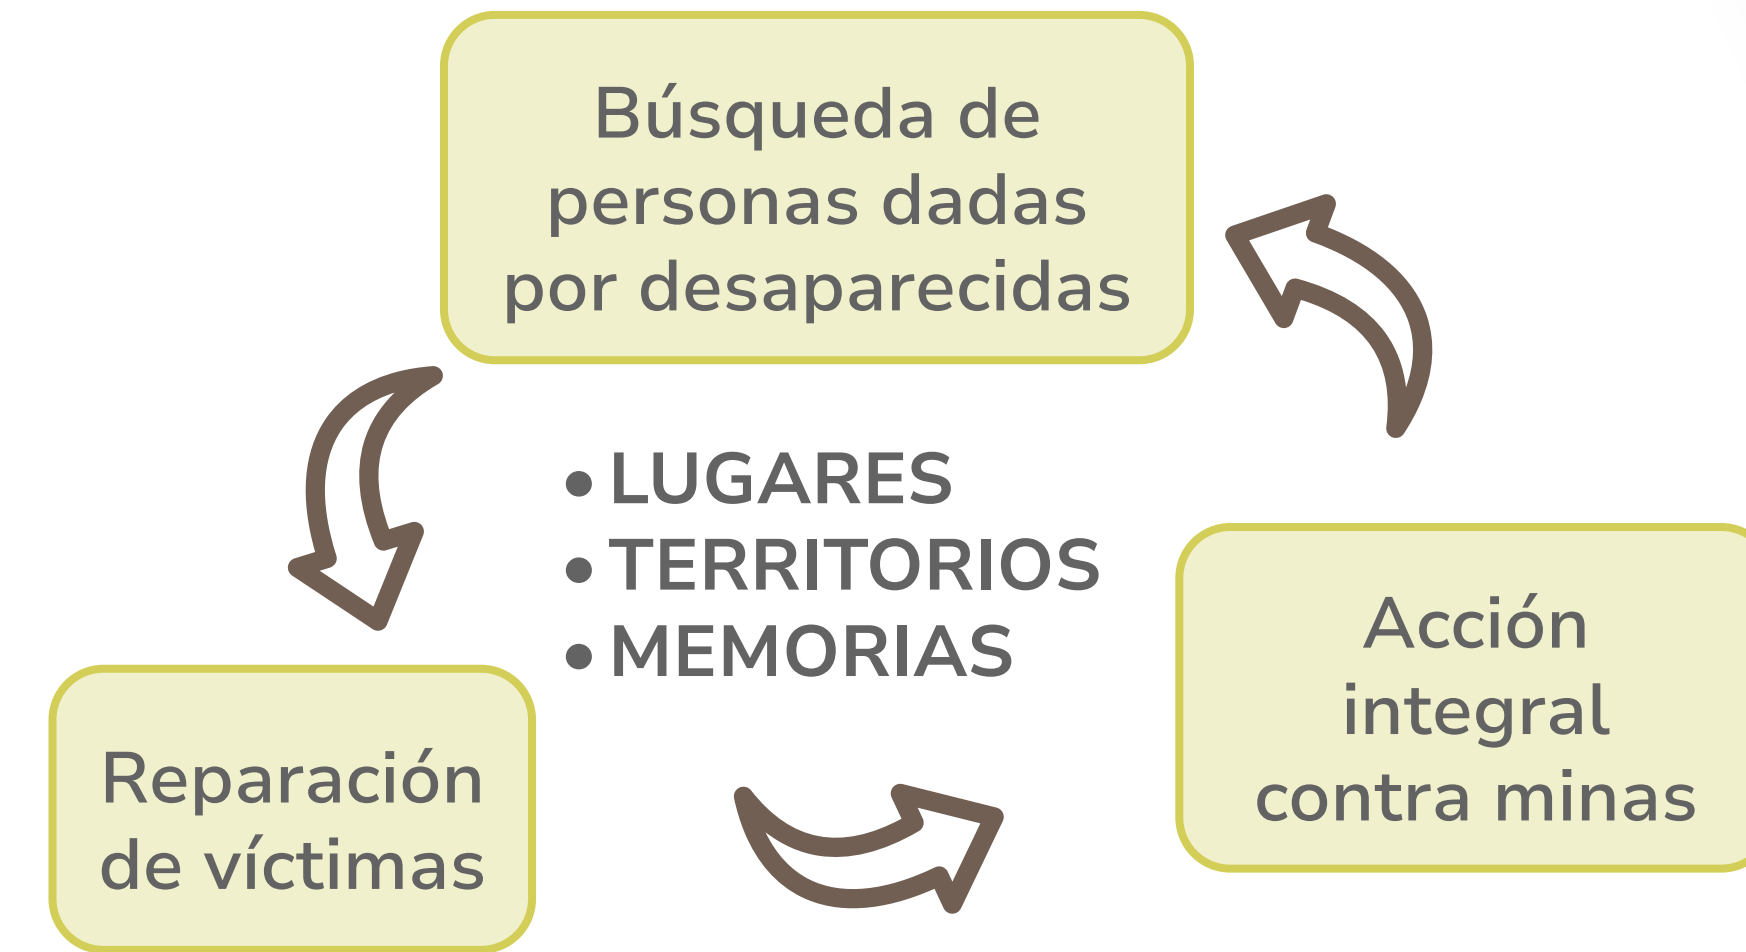 Búsqueda de
personas dadas
por desaparecidas
• LUGARES
• TERRITORIOS
• MEMORIAS
Acción
integral
contra minas
Reparación
de víctimas